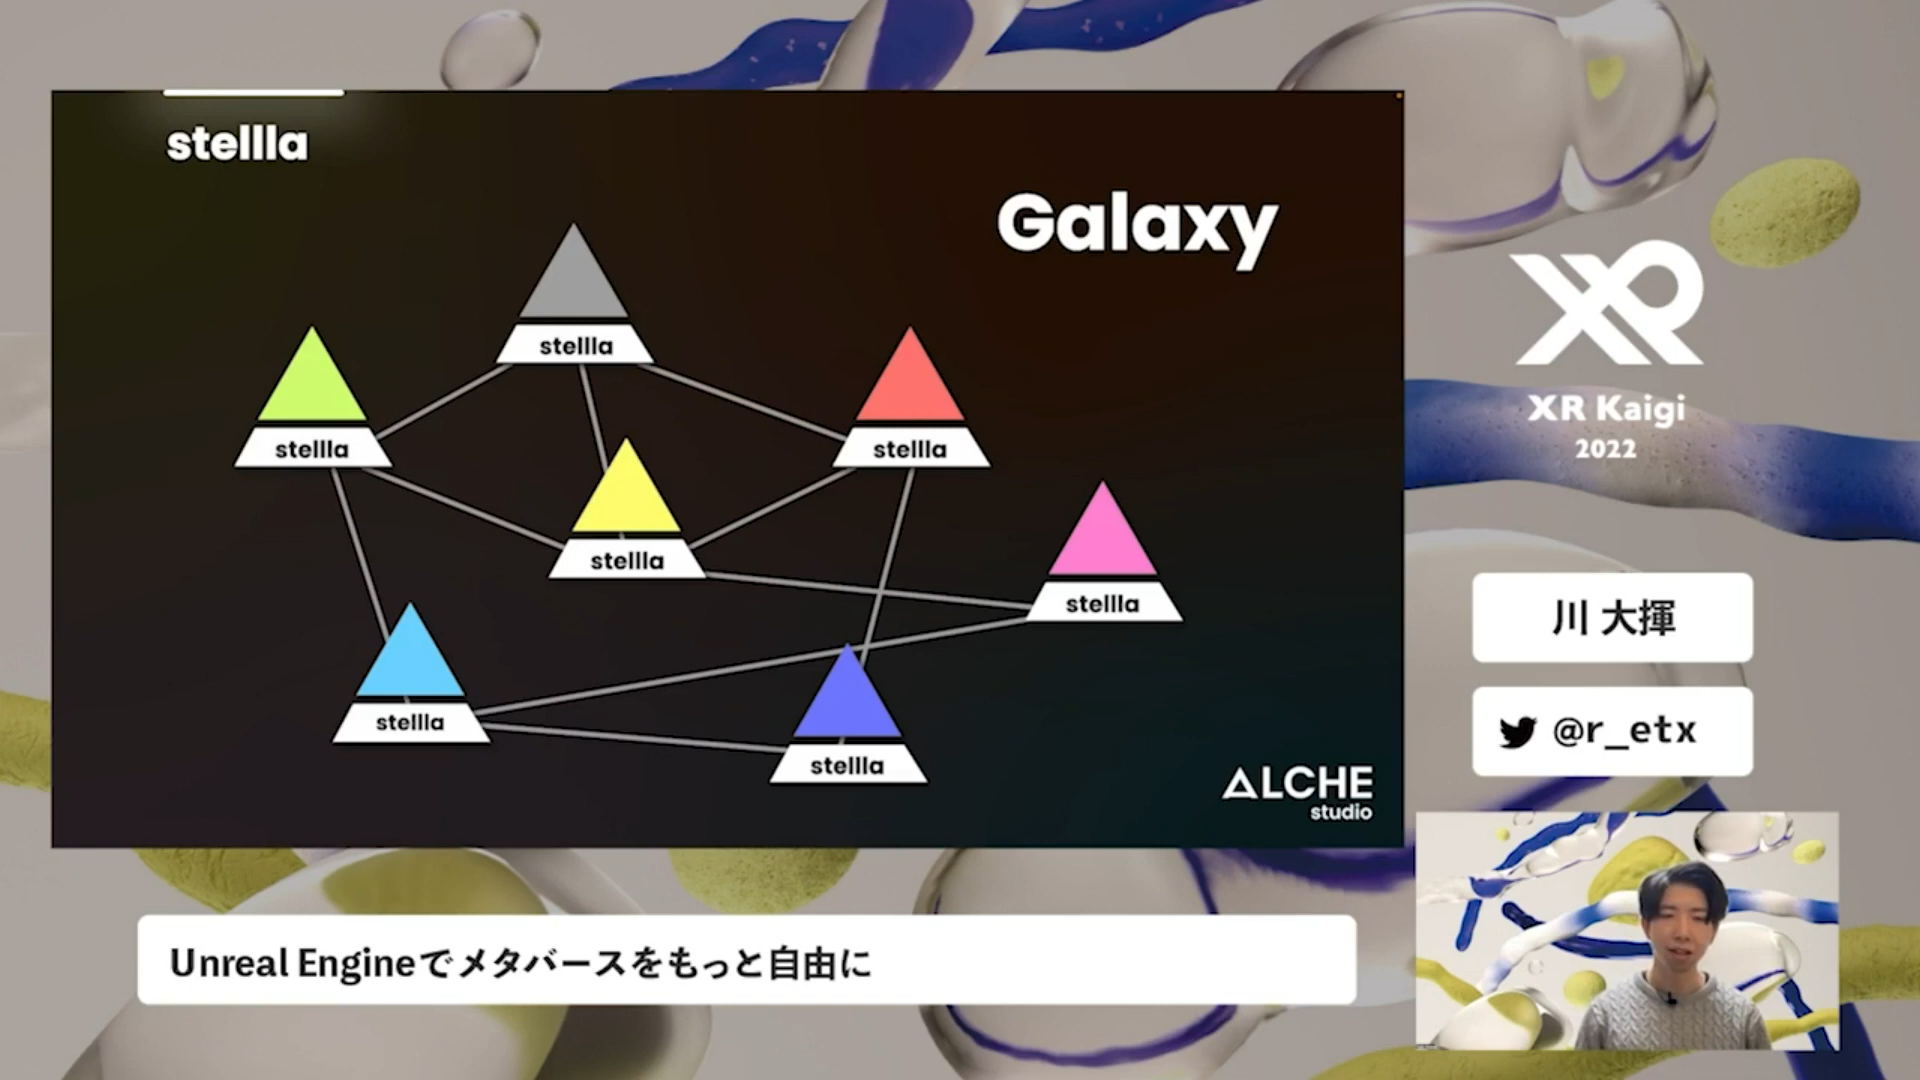 stellla
Galaxy
stellla
stellla
stellla
stellla
stellla
stellla
stellla
ALCHE
studio
XR
XR Kaigi
2022
川 大揮
@r_etx
Unreal Engineでメタバースをもっと自由に